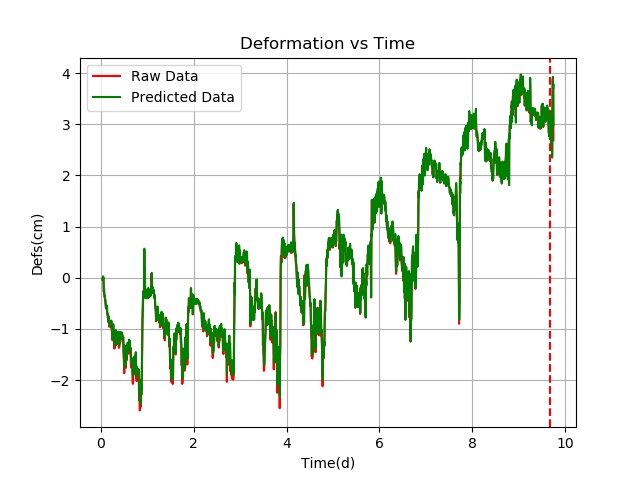 Deformation vs Time
Raw Data
Predicted Data
4
3
2
1
0
−1
−2
Defs(cm)
0 2 4 6 8 10
Time(d)